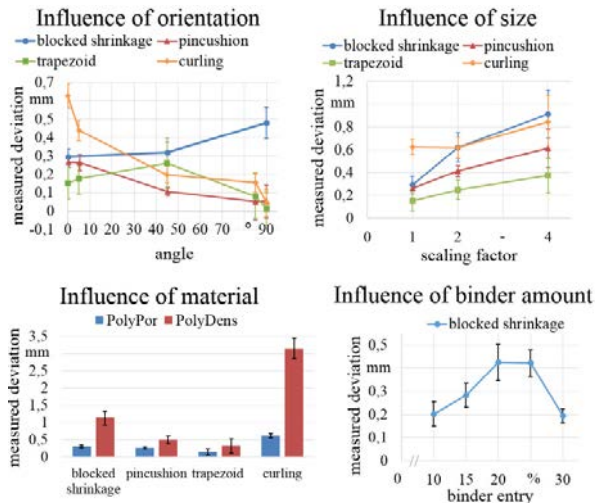 Influence of orientation
blocked shrinkage
pincushion
trapezoid
curling
0,7
mm
0,5
0,4
0,3
0,2
0,1
0
-0,1
measured deviation
0 10 20 30 40 50 60 70 ° 90
angle
Influence of size
blocked shrinkage
pincushion
trapezoid
curling
1,2
mm
0,8
0,6
0,4
0,2
0
measured deviation
0 1 2 - 4
scaling factor
Influence of material
PolyPor PolyDens
3,5
mm
2,5
2
1,5
1
0,5
0
measured deviation
blocked
shrinkage
pincushion
trapezoid
curling
Influence of binder amount
blocked shrinkage
0,5
mm
0,3
0,2
0,1
0
measured deviation
0 // 10 15 20 % 30
binder entry